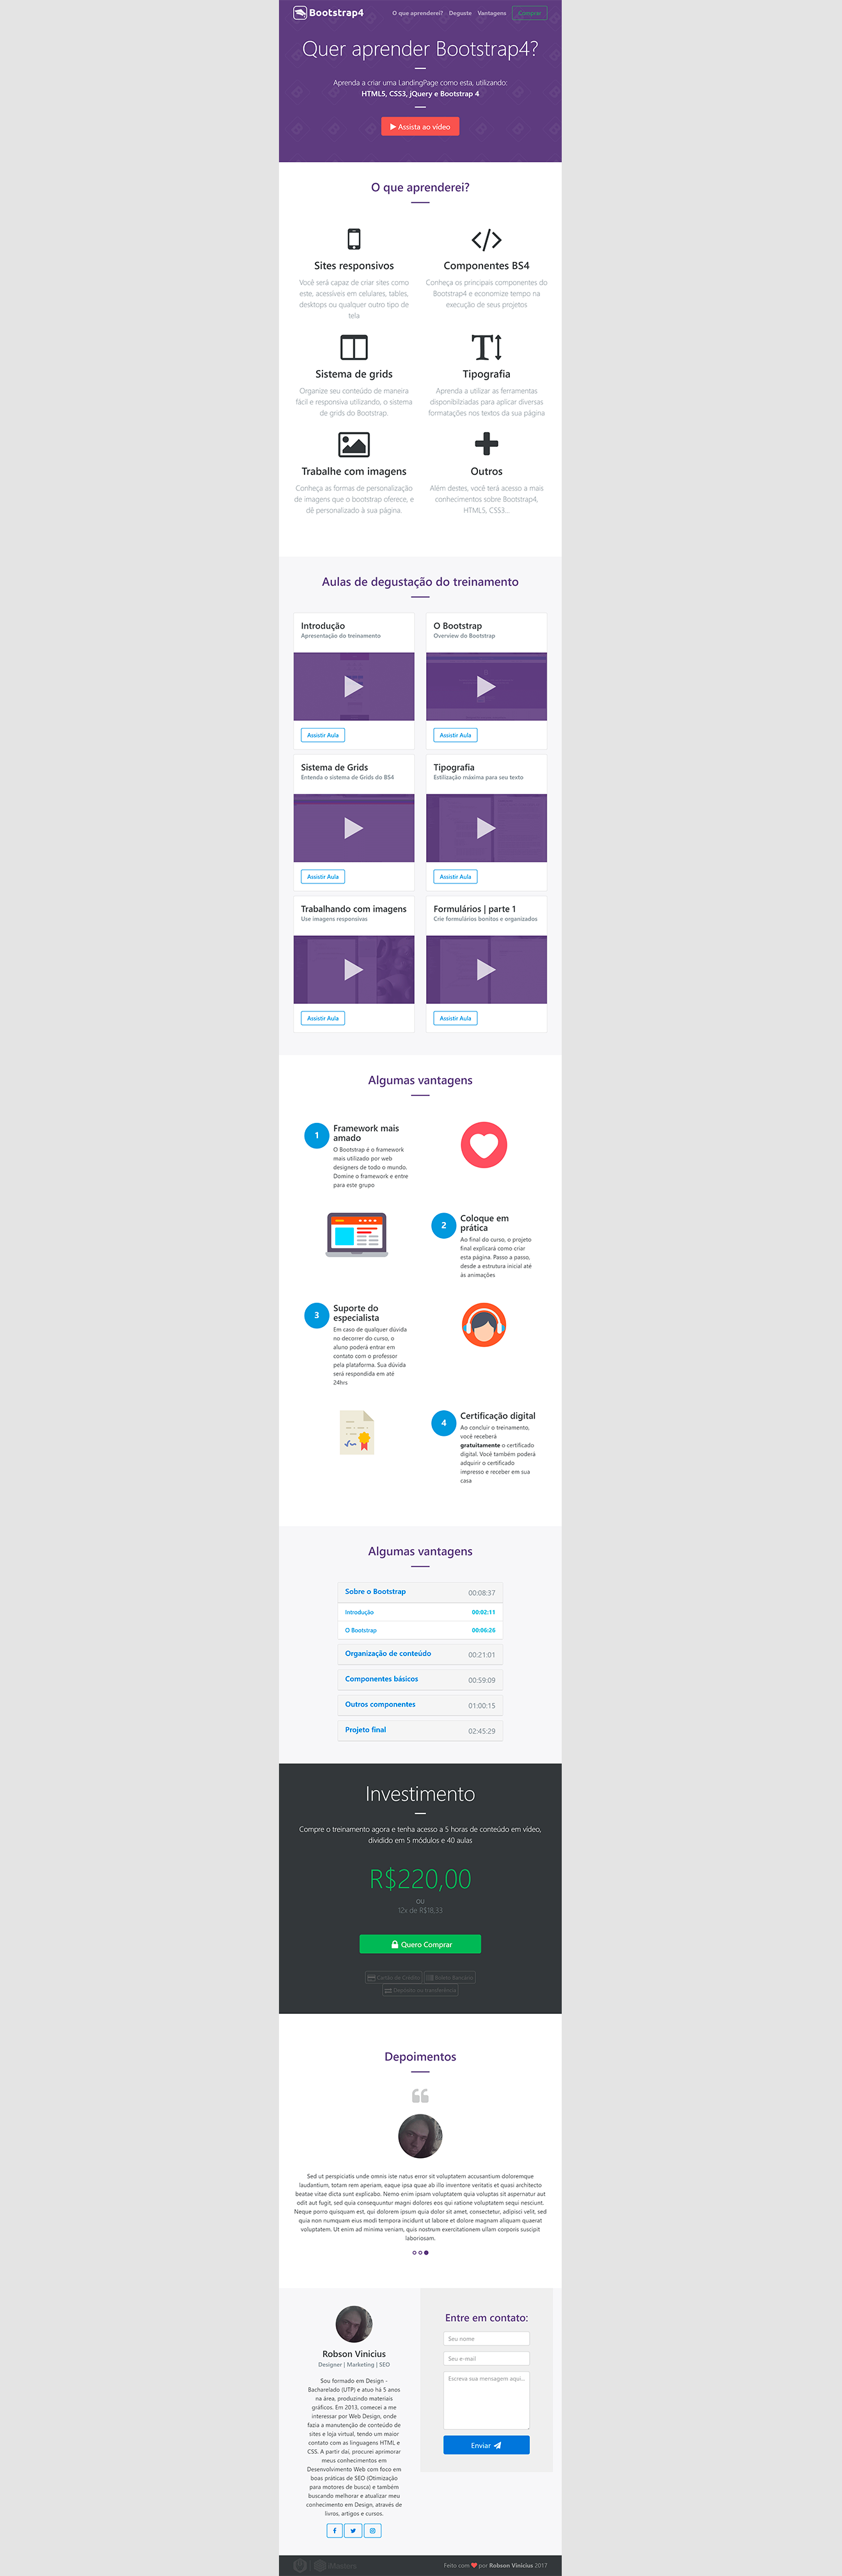 Bootstrap4
O que aprenderei? Deguste Vantagens Comprar
Quer aprender Bootstrap4?
Aprenda a criar uma LandingPage como esta, utilizando:
HTML5, CSS3, jQuery e Bootstrap 4
Assista ao vídeo
O que aprenderei?
Sites responsivos
Você será capaz de criar sites como
este, acessíveis em celulares, tables,
desktops ou qualquer outro tipo de
tela
Componentes BS4
Conheça os principais componentes do
Bootstrap4 e economize tempo na
execução de seus projetos
Sistema de grids
Organize seu conteúdo de maneira
fácil e responsiva utilizando, o sistema
de grids do Bootstrap.
Tipografia
Aprenda a utilizar as ferramentas
disponibilziadas para aplicar diversas
formatações nos textos da sua página
Trabalhe com imagens
Conheça as formas de personalização
de imagens que o bootstrap oferece, e
dê personalizado à sua página.
Outros
Além destes, você terá acesso a mais
conhecimentos sobre Bootstrap4,
HTML5, CSS3...
Aulas de degustação do treinamento
Introdução
Apresentação do treinamento
Assistir Aula
O Bootstrap
Overview do Bootstrap
Assistir Aula
Sistema de Grids
Entenda o sistema de Grids do BS4
Assistir Aula
Tipografia
Estilização máxima para seu texto
Assistir Aula
Trabalhando com imagens
Use imagens responsivas
Assistir Aula
Formulários | parte 1
Crie formulários bonitos e organizados
Assistir Aula
Algumas vantagens
1
Framework mais
amado
O Bootstrap é o framework
mais utilizado por web
designers de todo o mundo.
Domine o framework e entre
para este grupo
2
Coloque em
prática
Ao final do curso, o projeto
final explicará como criar
esta página. Passo a passo,
desde a estrutura inicial até
ás animações
3
Suporte do
especialista
Em caso de qualquer dúvida
no decorrer do curso, o
aluno poderá entrar em
contato com o professor
pela plataforma. Sua dúvida
será respondida em até
24hrs
4
Certificação digital
Ao concluir o treinamento,
você receberá
gratuitamente o certificado
digital. Você também poderá
adquirir o certificado
impresso e receber em sua
casa
Algumas vantagens
Sobre o Bootstrap 00:08:37
Introdução 00:02:11
O Bootstrap 00:06:26
Organização de conteúdo 00:21:01
Componentes básicos 00:59:09
Outros componentes 01:00:15
Projeto final 02:45:29
Investimento
Compre o treinamento agora e tenha acesso a 5 horas de conteúdo em vídeo,
dividido em 5 módulos e 40 aulas
R$220,00
OU
12x de R$18,33
Quero Comprar
Cartão de Crédito Boleto Bancário
Depósito ou transferência
Depoimentos
Sed ut perspiciatis unde omnis iste natus error sit voluptatem accusantium doloremque
laudantium, totam rem aperiam, eaque ipsa quae ab illo inventore veritatis et quasi architecto
beatae vitae dicta sunt explicabo. Nemo enim ipsam voluptatem quia voluptas sit aspernatur aut
odit aut fugit, sed quia consequuntur magni dolores eos qui ratione voluptatem sequi nesciunt.
Neque porro quisquam est, qui dolorem ipsum quia dolor sit amet, consectetur, adipisci velit, sed
quia non numquam eius modi tempora incidunt ut labore et dolore magnam aliquam quaerat
voluptatem. Ut enim ad minima veniam, quis nostrum exercitationem ullam corporis suscipit
laboriosam.
Robson Vinicius
Designer | Marketing | SEO
Sou formado em Design -
Bacharelado (UTP) e atuo há 5 anos
na área, produzindo materiais
gráficos. Em 2013, comecei a me
interessar por Web Design, onde
fazia a manutenção de conteúdo de
sites e loja virtual, tendo um maior
contato com as linguagens HTML e
CSS. A partir daí, procurei aprimorar
meus conhecimentos em
Desenvolvimento Web com foco em
boas práticas de SEO (Otimização
para motores de busca) e também
buscando melhorar e atualizar meu
conhecimento em Design, através de
livros, artigos e cursos.
Entre em contato:
Seu nome
Seu e-mail
Escreva sua mensagem aqui...
Enviar
iMasters
Feito com por Robson Vinicius 2017